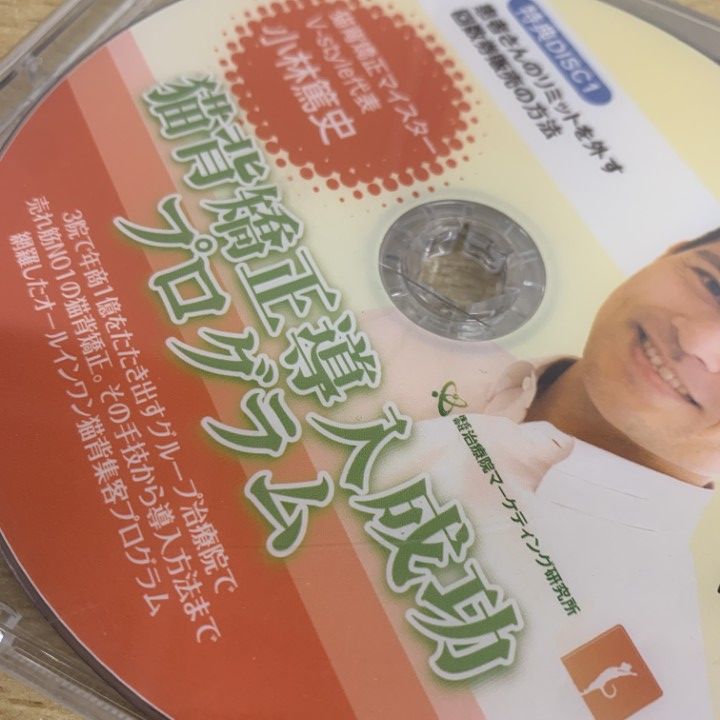 特典DISC1
患者さんのリミットを外す
回数券販売の方法
猫背矯正マイスター
V-style代表
小林篤史
猫背矯正導入成功
プログラム
3院で年商1億をたたき出すグループ治療院で
売れ筋NO1の猫背矯正。その手技から導入方法まで
網羅したオールインワン猫背集客プログラム
株式会社 治療院マーケティング研究所